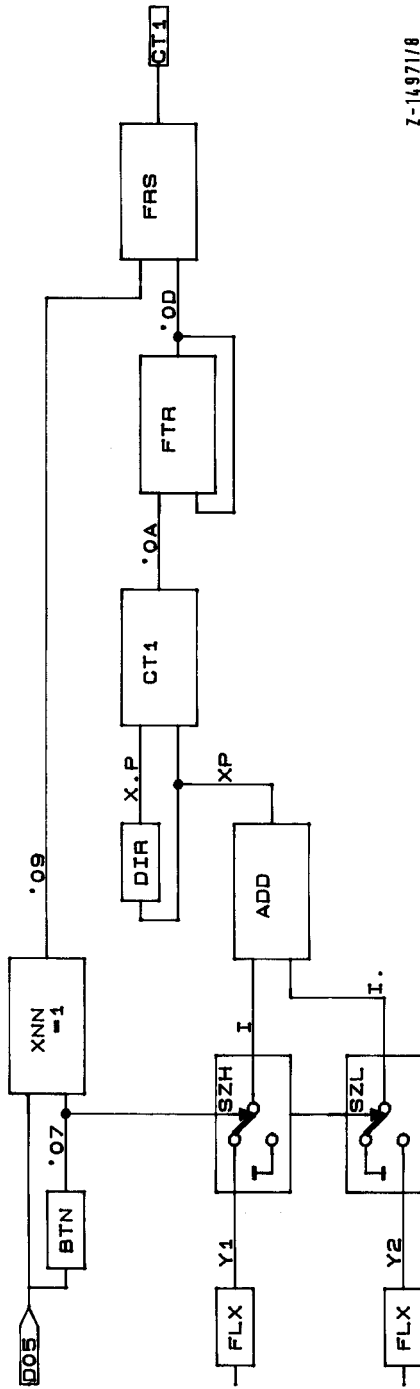 D05
BTN
'07
XNN
=1
'09
FLX
Y1
SZH
I
FLX
Y2
SZL
I.
ADD
XP
DIR
X.P
CT1
'0A
FTR
'0D
FRS
CT1
Z-14971/8